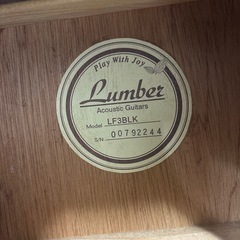 Play With Joy
Lumber
Acoustic Guitars
Model LF3BLK
S/N. 00792244